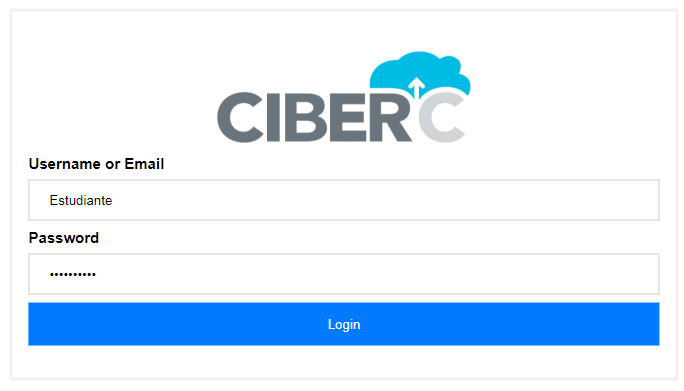 CIBERC
Username or Email
Estudiante
Password
••••••••••
Login